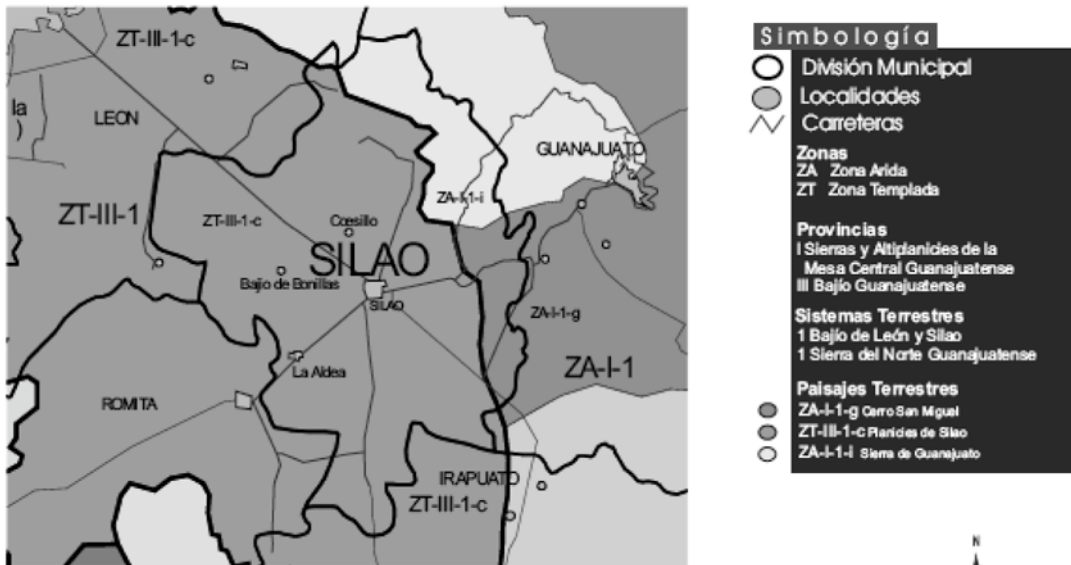 ZT-III-1-c
la
)
LEON
GUANAJUATO
ZA-I-1-i
ZT-III-1
ZT-III-1-c
Coesillo
SILAO
Bajio de Bonillas
SILAO
ZA-I-1-g
La Aldea
ZA-I-1
ROMITA
IRAPUATO
ZT-III-1-c
Simbología
División Municipal
Localidades
Carreteras
Zonas
ZA Zona Arida
ZT Zona Templada
Provincias
I Sierras y Altiplanicies de la
Mesa Central Guanajuatense
III Bajío Guanajuatense
Sistemas Terrestres
1 Bajío de León y Silao
1 Sierra del Norte Guanajuatense
Paisajes Terrestres
ZA-I-1-g Cerro San Miguel
ZT-III-1-c Planicies de Silao
ZA-I-1-i Sierra de Guanajuato
N